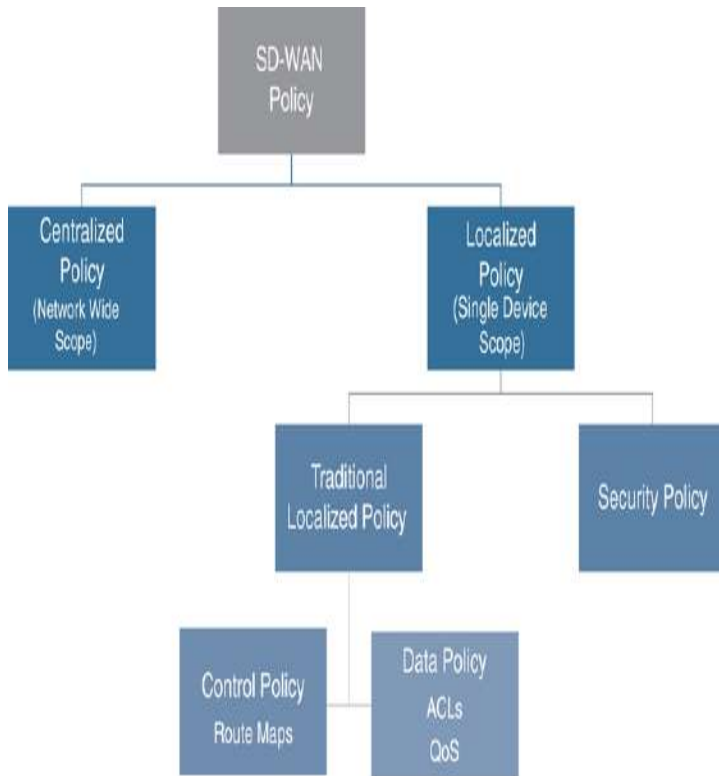 SD-WAN
Policy
Centralized
Policy
(Network Wide
Scope)
Localized
Policy
(Single Device
Scope)
Traditional
Localized Policy
Security Policy
Control Policy
Route Maps
Data Policy
ACLs
QoS